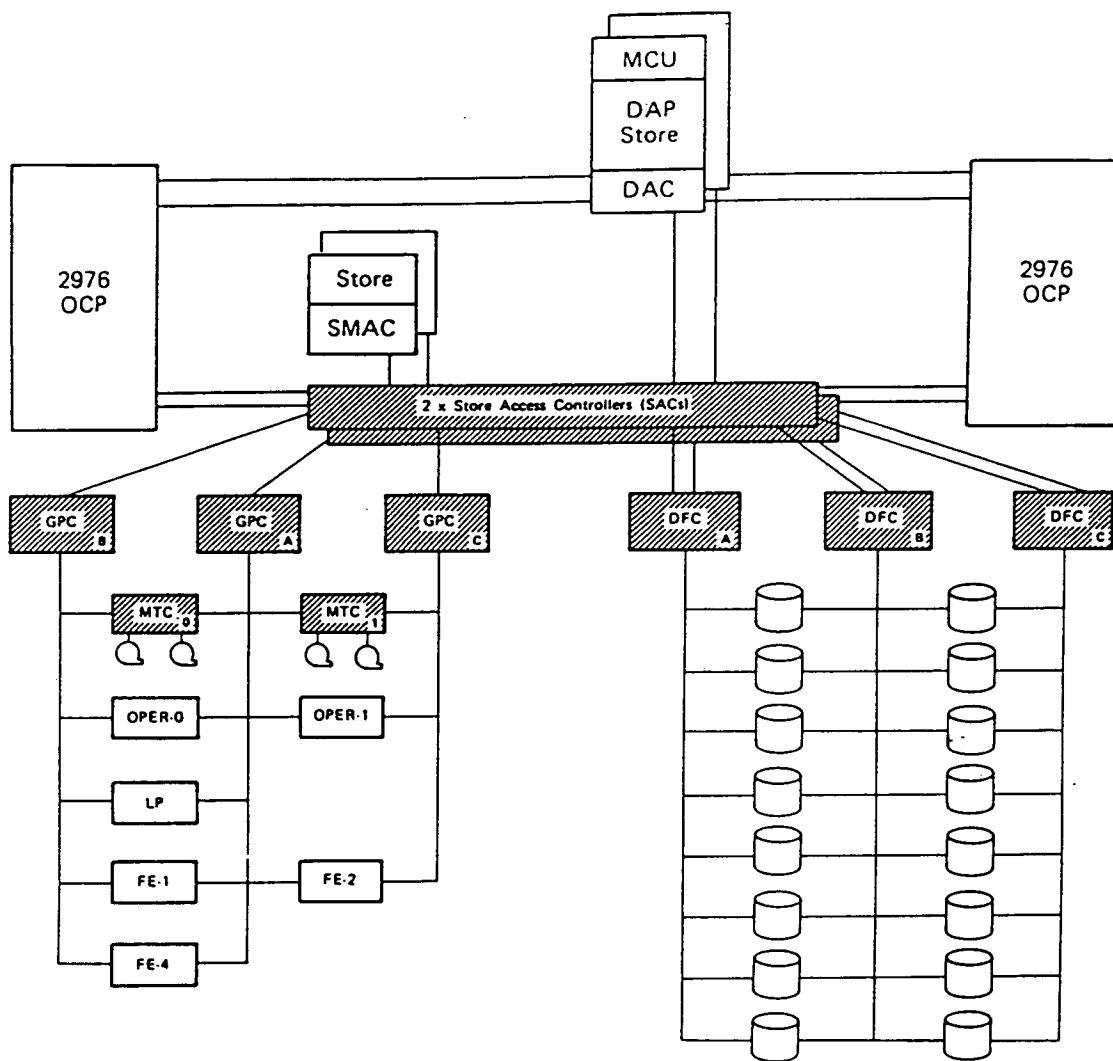 MCU
DAP
Store
DAC
2976
OCP
2976
OCP
Store
SMAC
2 x Store Access Controllers (SACs)
GPC
B
GPC
A
GPC
C
DFC
A
DFC
B
DFC
C
MTC
0
MTC
1
OPER-0
OPER-1
LP
FE-1
FE-2
FE-4